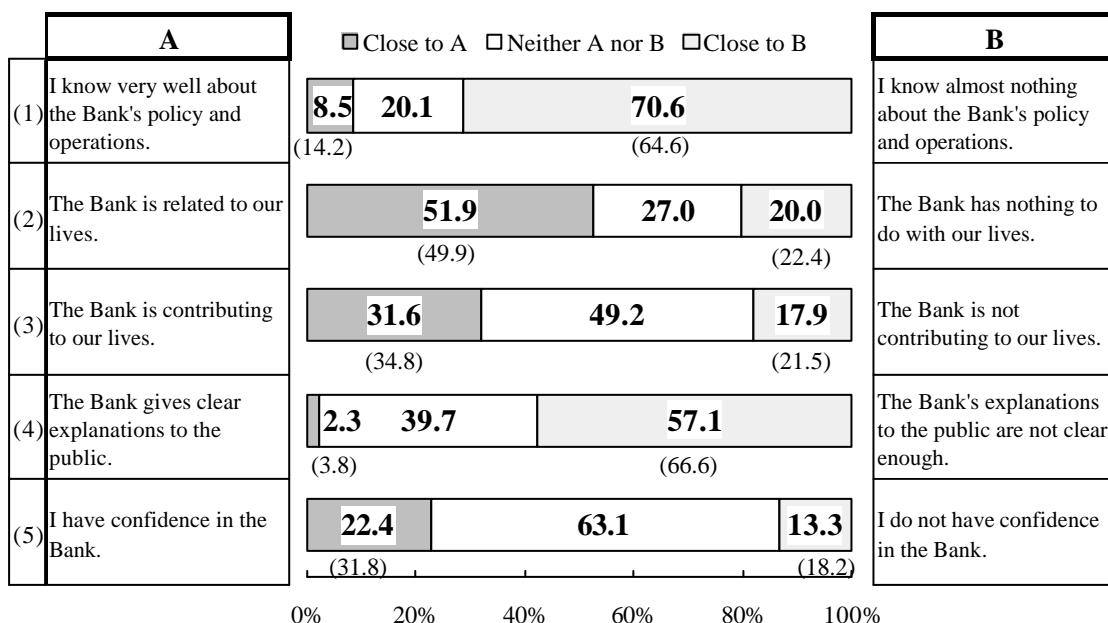 A
Close to A Neither A nor B Close to B
B
(1)
I know very well about
the Bank's policy and
operations.
8.5 20.1 70.6
(14.2) (64.6)
I know almost nothing
about the Bank's policy
and operations.
(2)
The Bank is related to our
lives.
51.9 27.0 20.0
(49.9) (22.4)
The Bank has nothing to
do with our lives.
(3)
The Bank is contributing
to our lives.
31.6 49.2 17.9
(34.8) (21.5)
The Bank is not
contributing to our lives.
(4)
The Bank gives clear
explanations to the
public.
2.3 39.7 57.1
(3.8) (66.6)
The Bank's explanations
to the public are not clear
enough.
(5)
I have confidence in the
Bank.
22.4 63.1 13.3
(31.8) (18.2)
I do not have confidence
in the Bank.
0% 20% 40% 60% 80% 100%